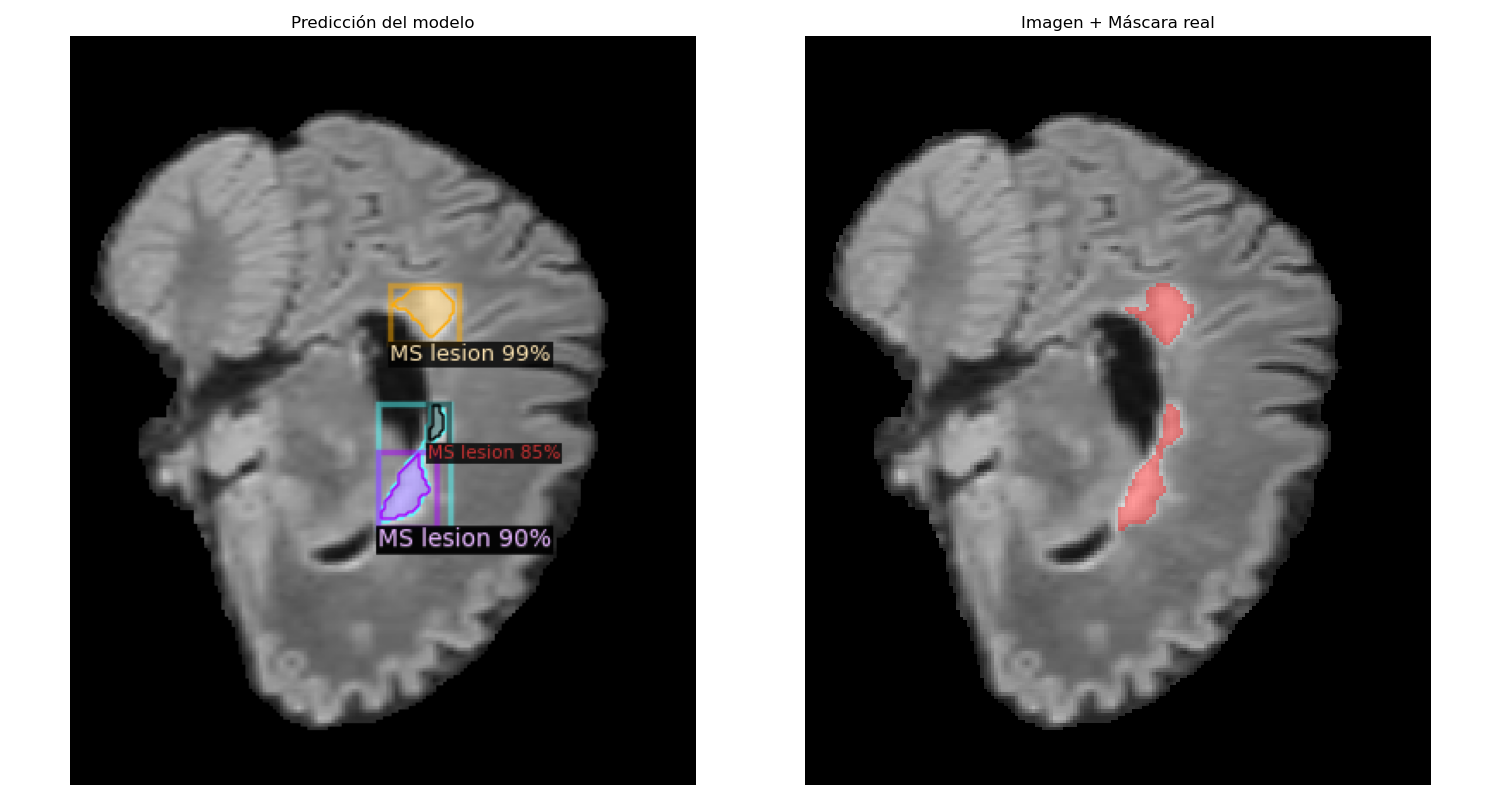 Predicción del modelo
Imagen + Máscara real
MS lesion 99%
MS lesion 85%
MS lesion 90%